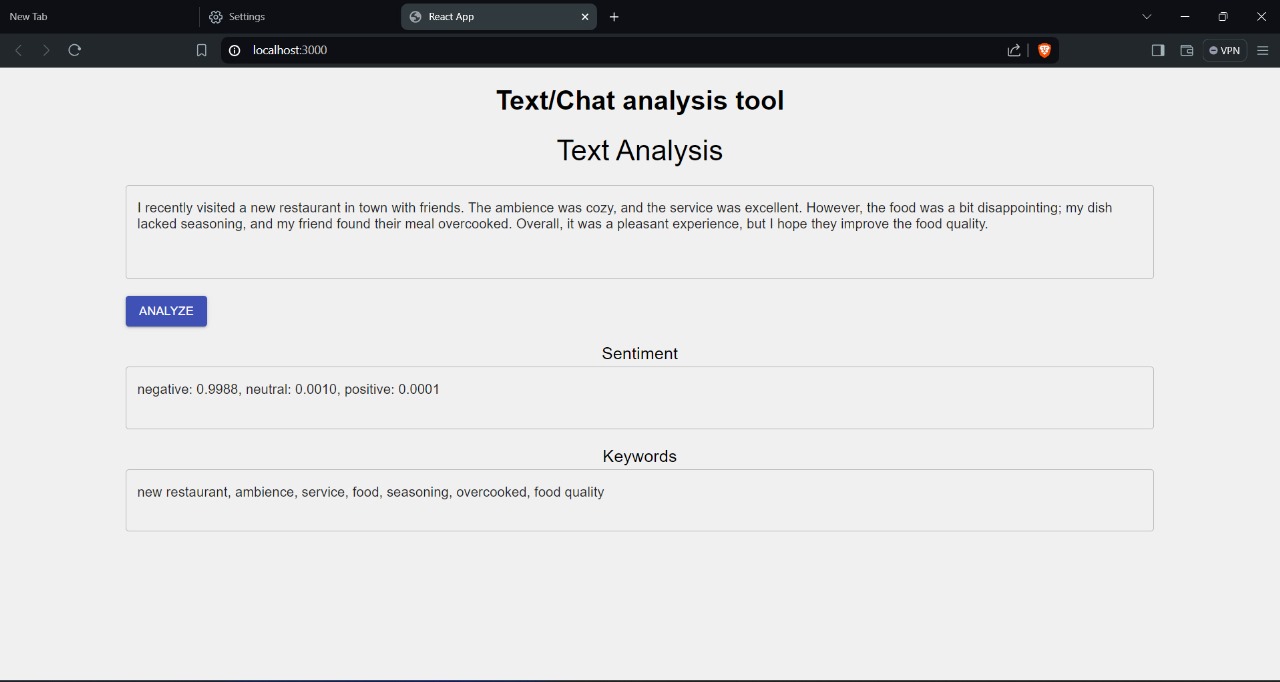 New Tab
Settings
React App
localhost:3000
VPN
Text/Chat analysis tool
Text Analysis
I recently visited a new restaurant in town with friends. The ambience was cozy, and the service was excellent. However, the food was a bit disappointing; my dish
lacked seasoning, and my friend found their meal overcooked. Overall, it was a pleasant experience, but I hope they improve the food quality.
ANALYZE
Sentiment
negative: 0.9988, neutral: 0.0010, positive: 0.0001
Keywords
new restaurant, ambience, service, food, seasoning, overcooked, food quality